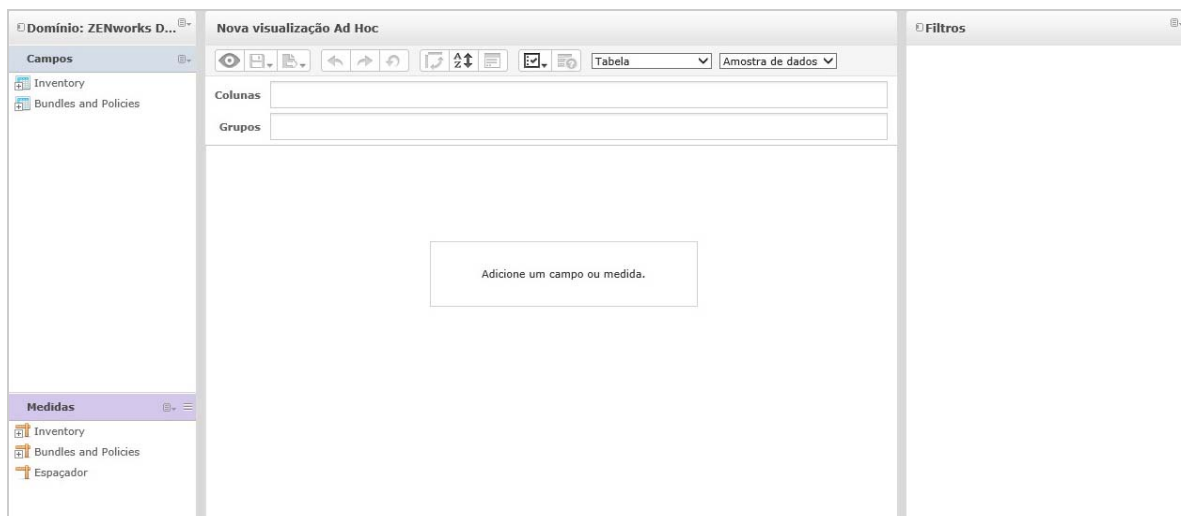 Domínio: ZENworks D...
Campos
Inventory
Bundles and Policies
Medidas
Inventory
Bundles and Policies
Espaçador
Nova visualização Ad Hoc
Tabela
Amostra de dados
Colunas
Grupos
Adicione um campo ou medida.
Filtros